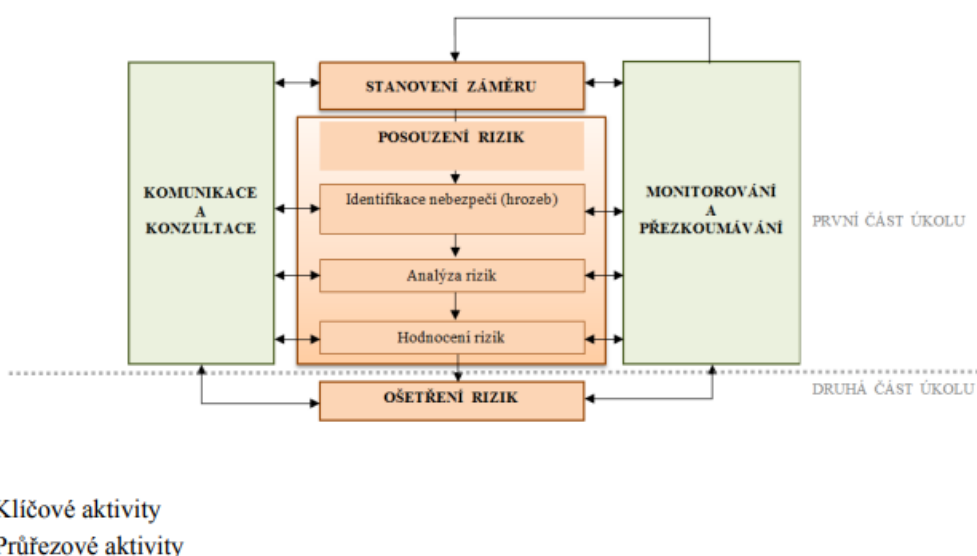 STANOVENÍ ZÁMĚRU
POSOUZENÍ RIZIK
KOMUNIKACE
A
KONZULTACE
Identifikace nebezpečí (hrozeb)
MONITOROVÁNÍ
A
PŘEZKOUMÁVÁNÍ
PRVNÍ ČÁST ÚKOLU
Analýza rizik
Hodnocení rizik
OŠETŘENÍ RIZIK
DRUHÁ ČÁST ÚKOLU
Klíčové aktivity
Průřezové aktivity